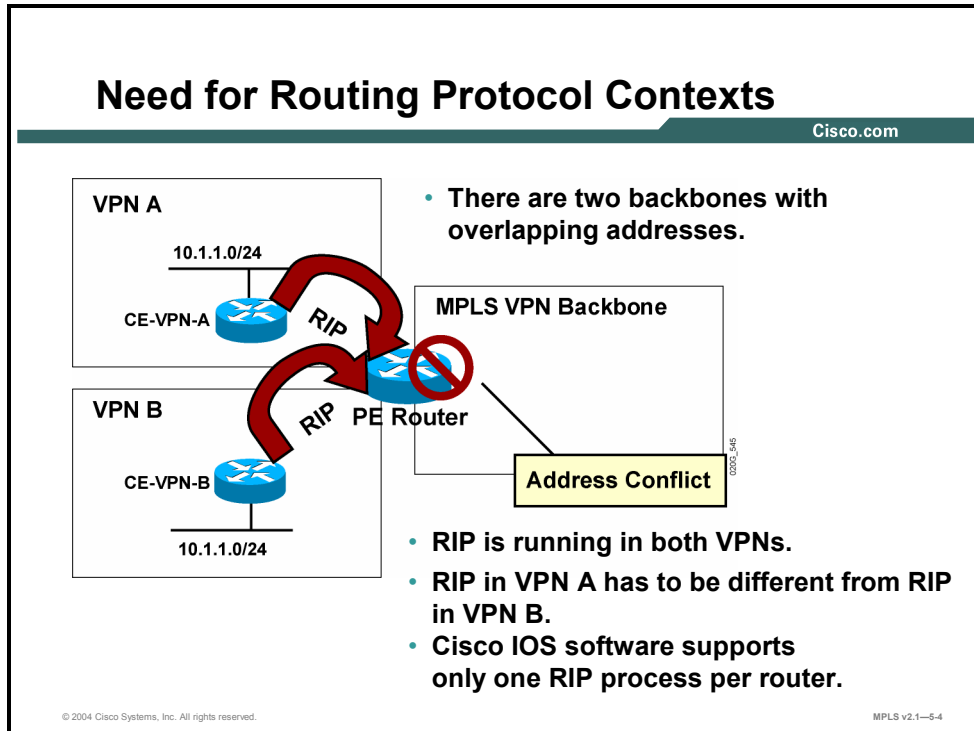 Need for Routing Protocol Contexts
Cisco.com
VPN A
10.1.1.0/24
CE-VPN-A
RIP
• There are two backbones with
overlapping addresses.
MPLS VPN Backbone
PE Router
VPN B
RIP
CE-VPN-B
10.1.1.0/24
Address Conflict
020G_545
• RIP is running in both VPNs.
• RIP in VPN A has to be different from RIP
in VPN B.
• Cisco IOS software supports
only one RIP process per router.
© 2004 Cisco Systems, Inc. All rights reserved.
MPLS v2.1—5-4